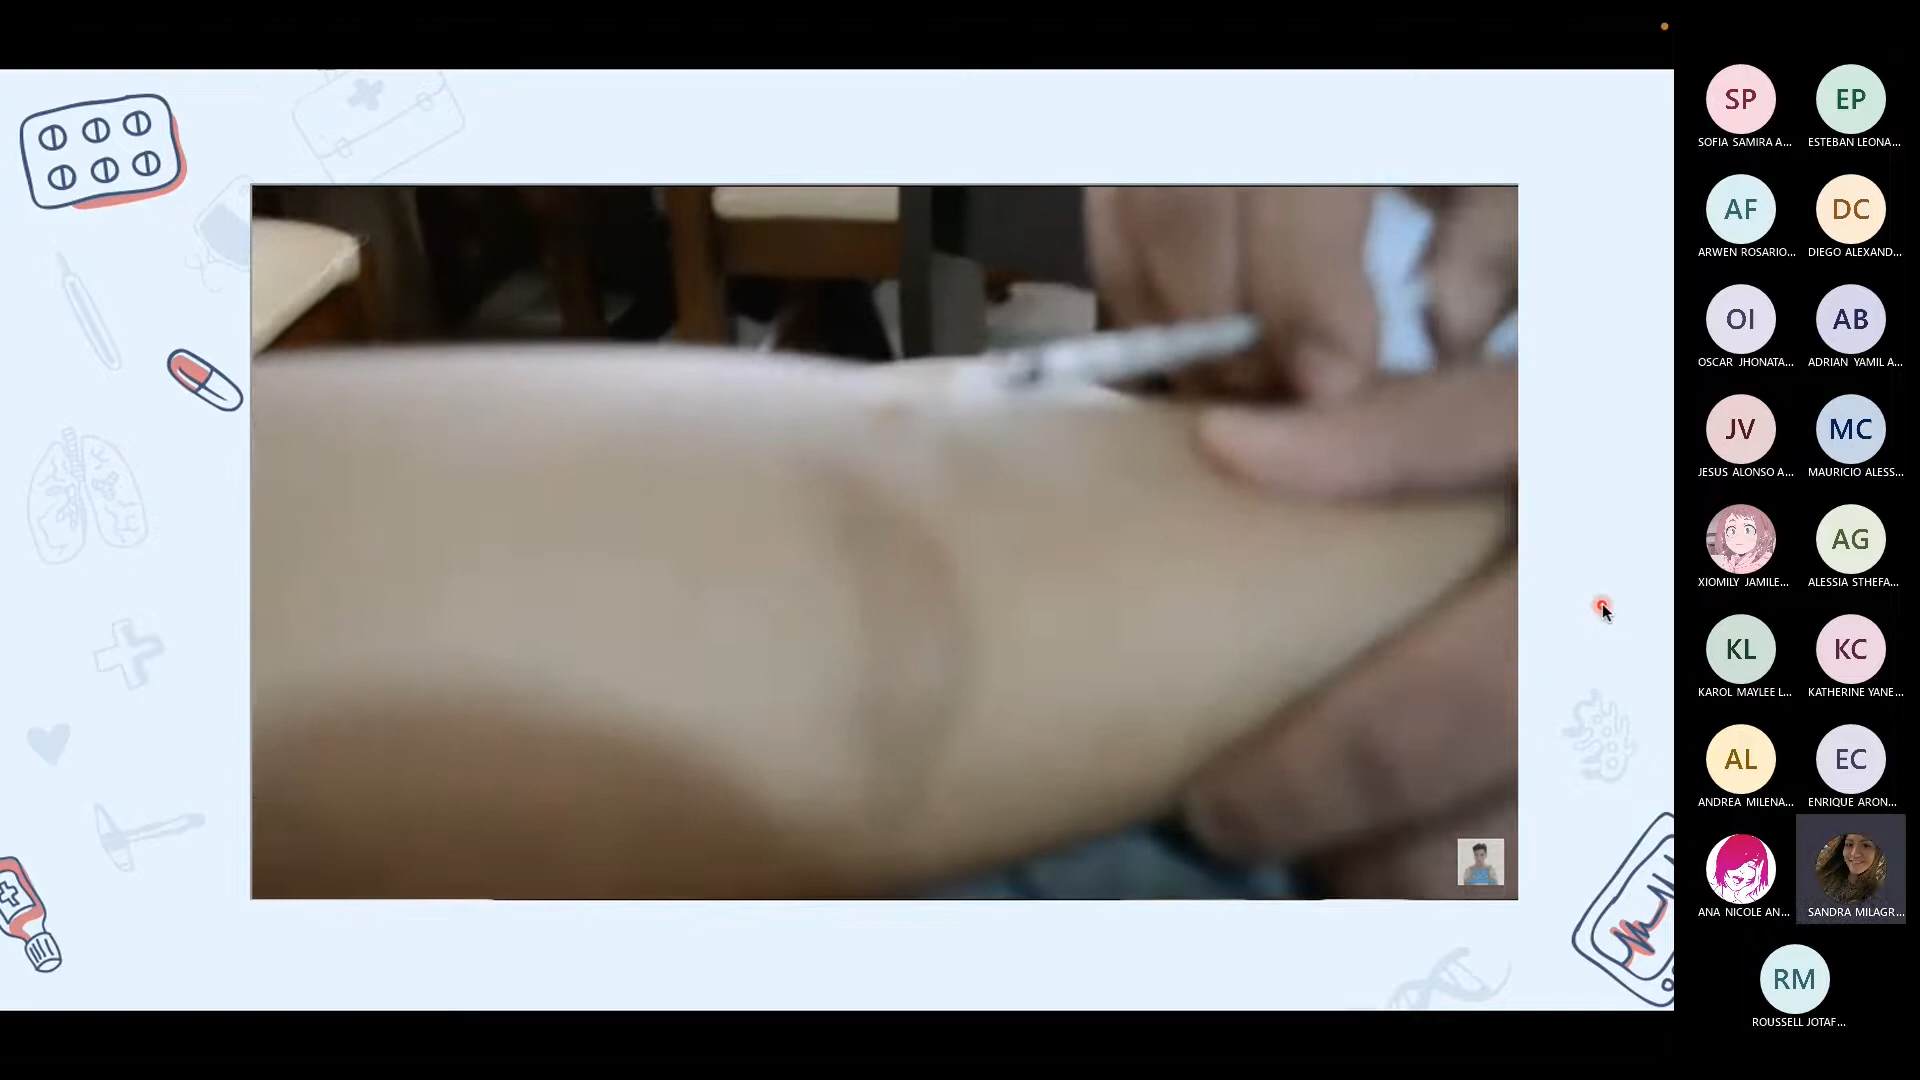 SP EP
SOFIA SAMIRA A... ESTEBAN LEONA...
AF DC
ARWEN ROSARIO... DIEGO ALEXAND...
OI AB
OSCAR JHONATA... ADRIAN YAMIL A...
JV MC
JESUS ALONSO A... MAURICIO ALESS...
AG
XIOMILY JAMILE... ALESSIA STHEFA...
KL KC
KAROL MAYLEE L... KATHERINE YANE...
AL EC
ANDREA MILENA... ENRIQUE ARON...
ANA NICOLE AN... SANDRA MILAGR...
RM
ROUSSELL JOTAF...